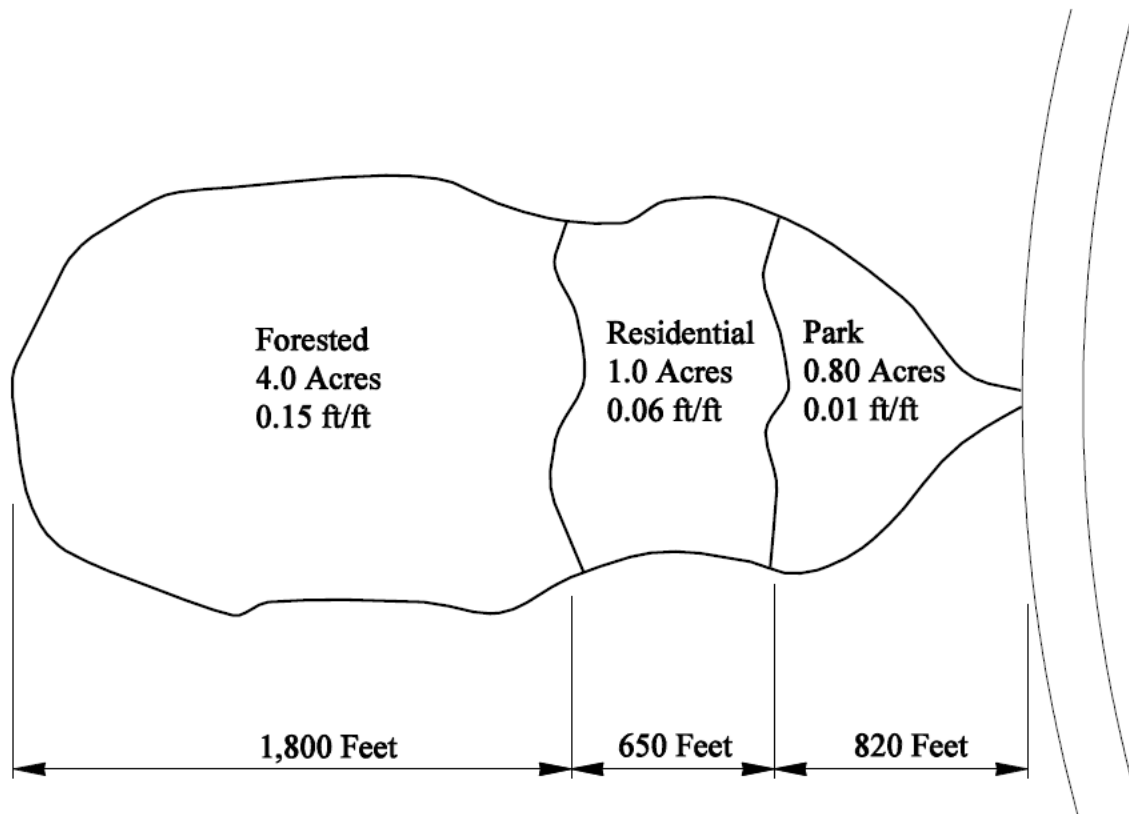 Forested
4.0 Acres
0.15 ft/ft
Residential
1.0 Acres
0.06 ft/ft
Park
0.80 Acres
0.01 ft/ft
1,800 Feet
650 Feet
820 Feet